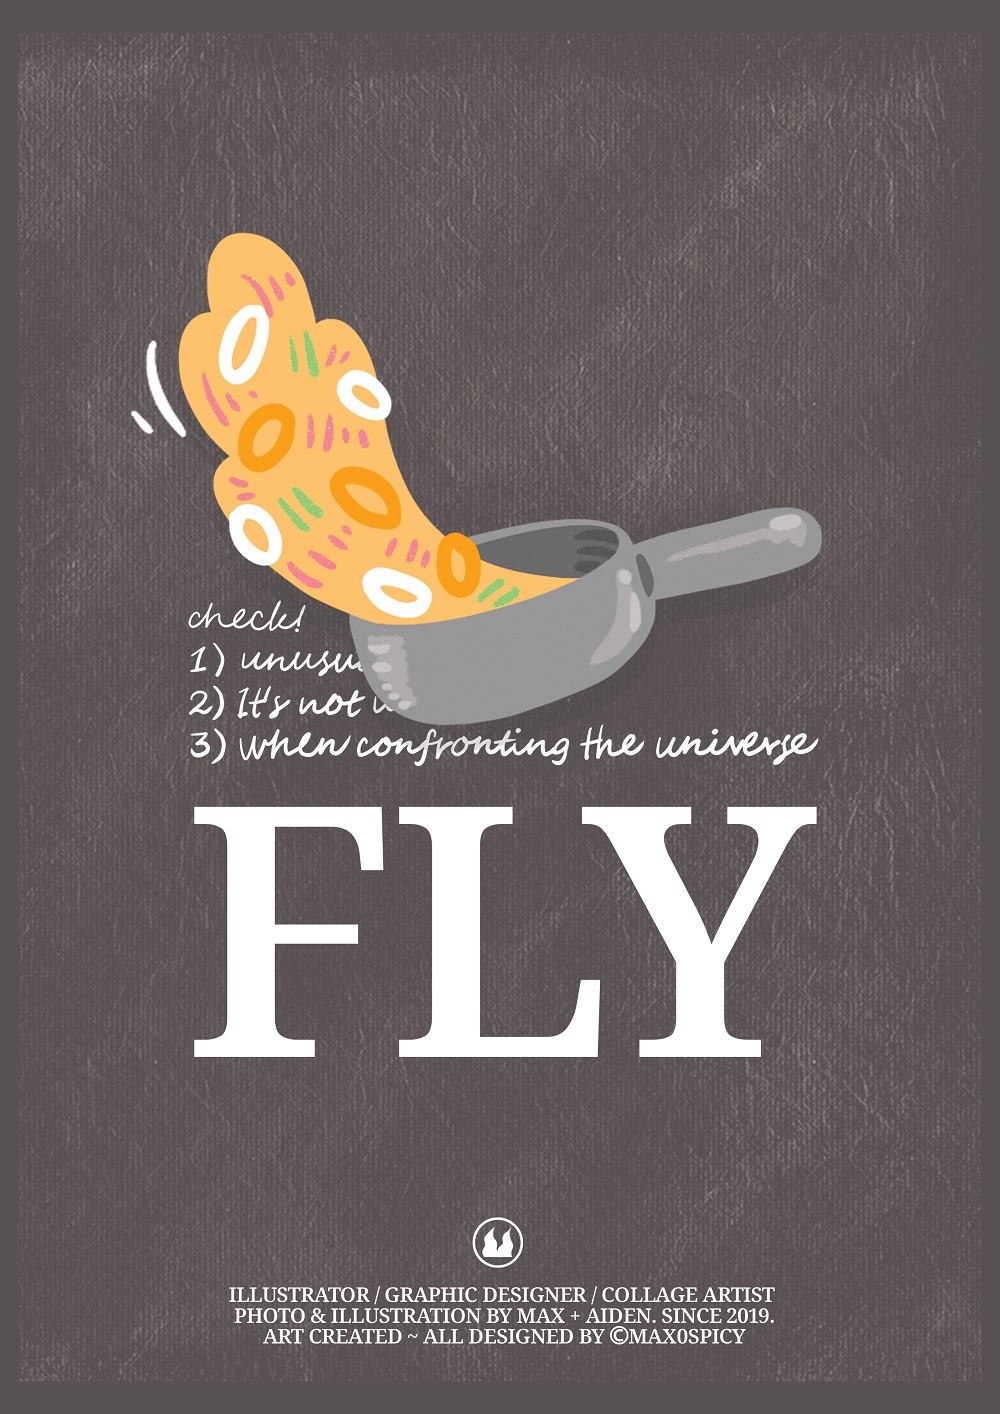 check!
1)
2) It's not
3) when confronting the universe
FLY
ILLUSTRATOR / GRAPHIC DESIGNER / COLLAGE ARTIST
PHOTO & ILLUSTRATION BY MAX + AIDEN. SINCE 2019.
ART CREATED ~ ALL DESIGNED BY ©MAX0SPICY